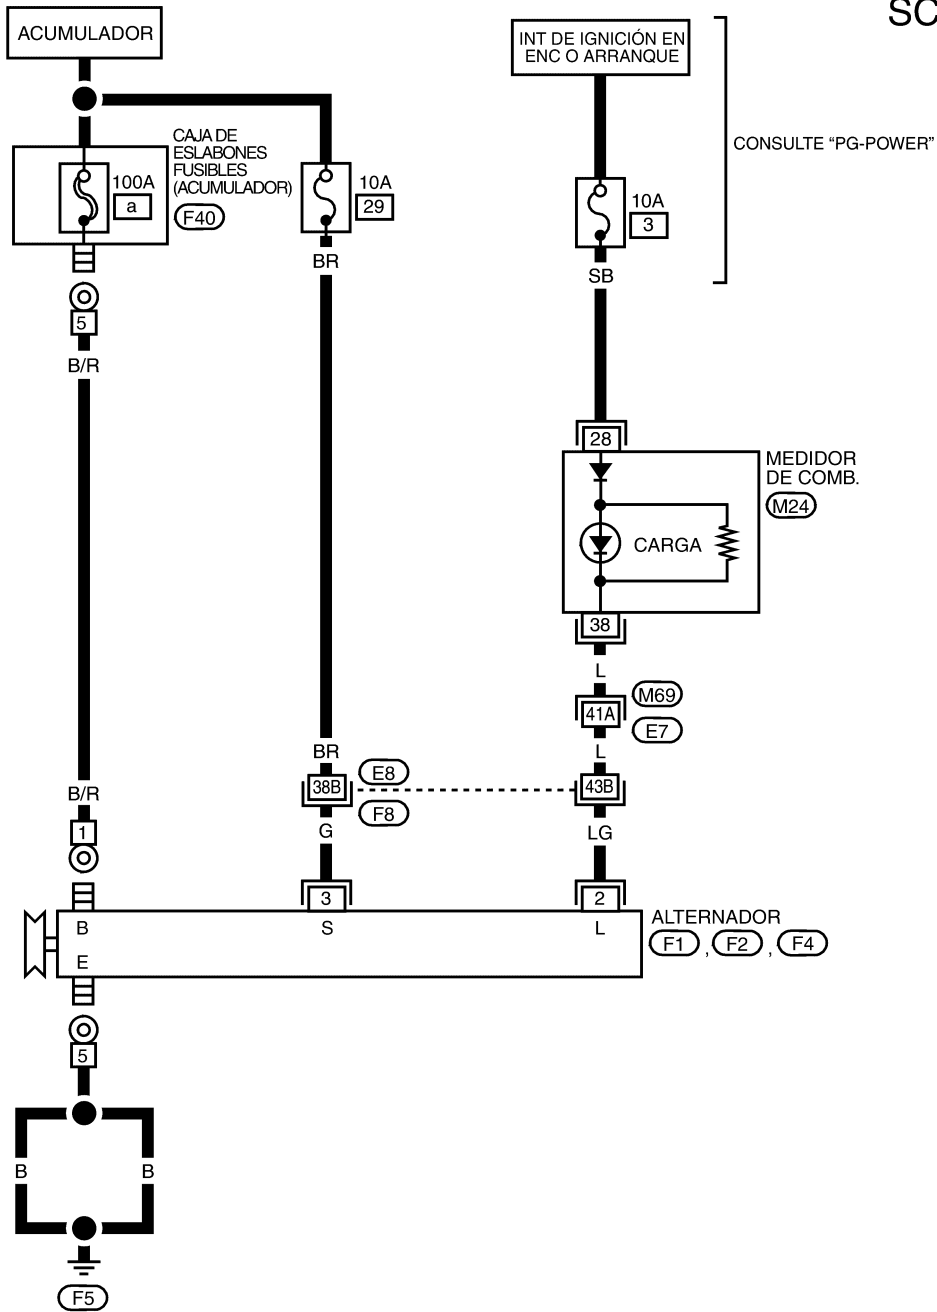 SC
ACUMULADOR
INT DE IGNICIÓN EN
ENC O ARRANQUE
CONSULTE “PG-POWER”
CAJA DE
ESLABONES
FUSIBLES
(ACUMULADOR)
F40
100A
a
10A
29
10A
3
BR
SB
5
B/R
28
MEDIDOR
DE COMB.
M24
CARGA
38
L
M69
41A
E7
BR
L
E8
38B
43B
F8
B/R
G
LG
1
3
2
B
S
L
E
ALTERNADOR
F1 , F2 , F4
5
B
B
F5